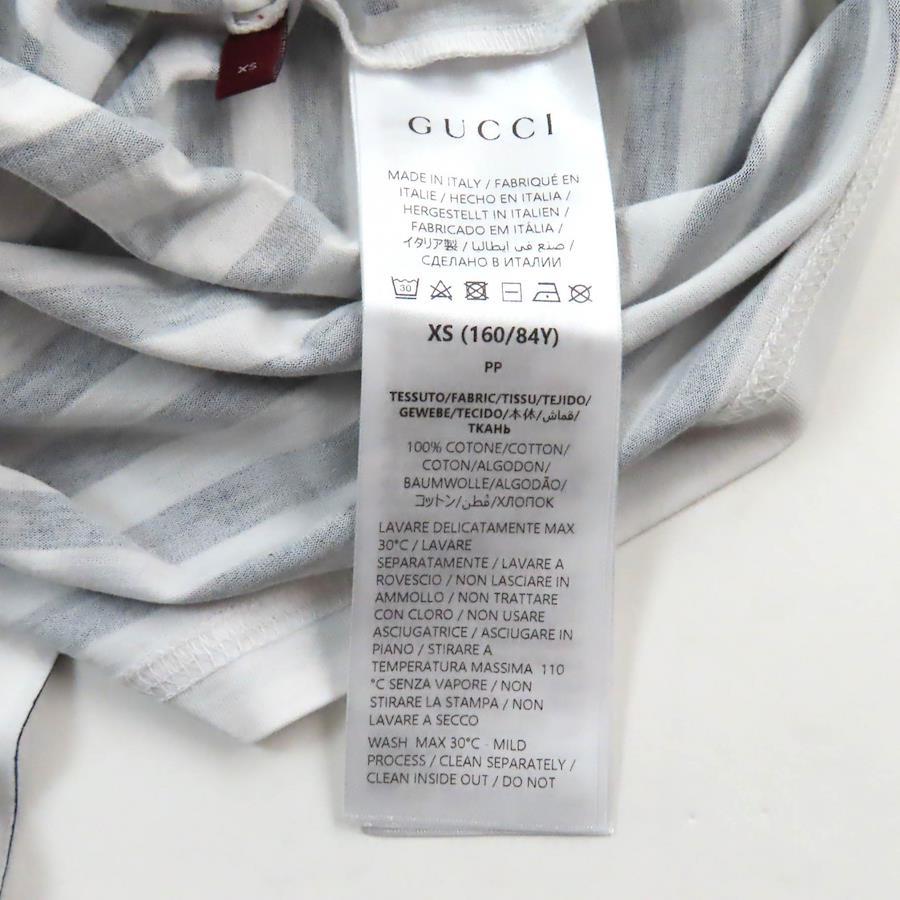 XS
GUCCI
MADE IN ITALY / FABRIQUÉ EN
ITALIE / HECHO EN ITALIA /
HERGESTELLT IN ITALIEN /
FABRICADO EM ITÀLIA /
イタリア製 / صنع في ايطاليا /
СДЕЛАНО В ИТАЛИИ
30
XS (160/84Y)
PP
TESSUTO/FABRIC/TISSU/TEJIDO/
GEWEBE/TECIDO/本体/قماش/
ТКАНЬ
100% COTONE/COTTON/
COTON/ALGODON/
BAUMWOLLE/ALGODÃO/
コットン/قطن/ХЛОПОК
LAVARE DELICATAMENTE MAX
30°C / LAVARE
SEPARATAMENTE / LAVARE A
ROVESCIO / NON LASCIARE IN
AMMOLLO / NON TRATTARE
CON CLORO / NON USARE
ASCIUGATRICE / ASCIUGARE IN
PIANO / STIRARE A
TEMPERATURA MASSIMA 110
°C SENZA VAPORE / NON
STIRARE LA STAMPA / NON
LAVARE A SECCO
WASH MAX 30°C - MILD
PROCESS / CLEAN SEPARATELY /
CLEAN INSIDE OUT / DO NOT